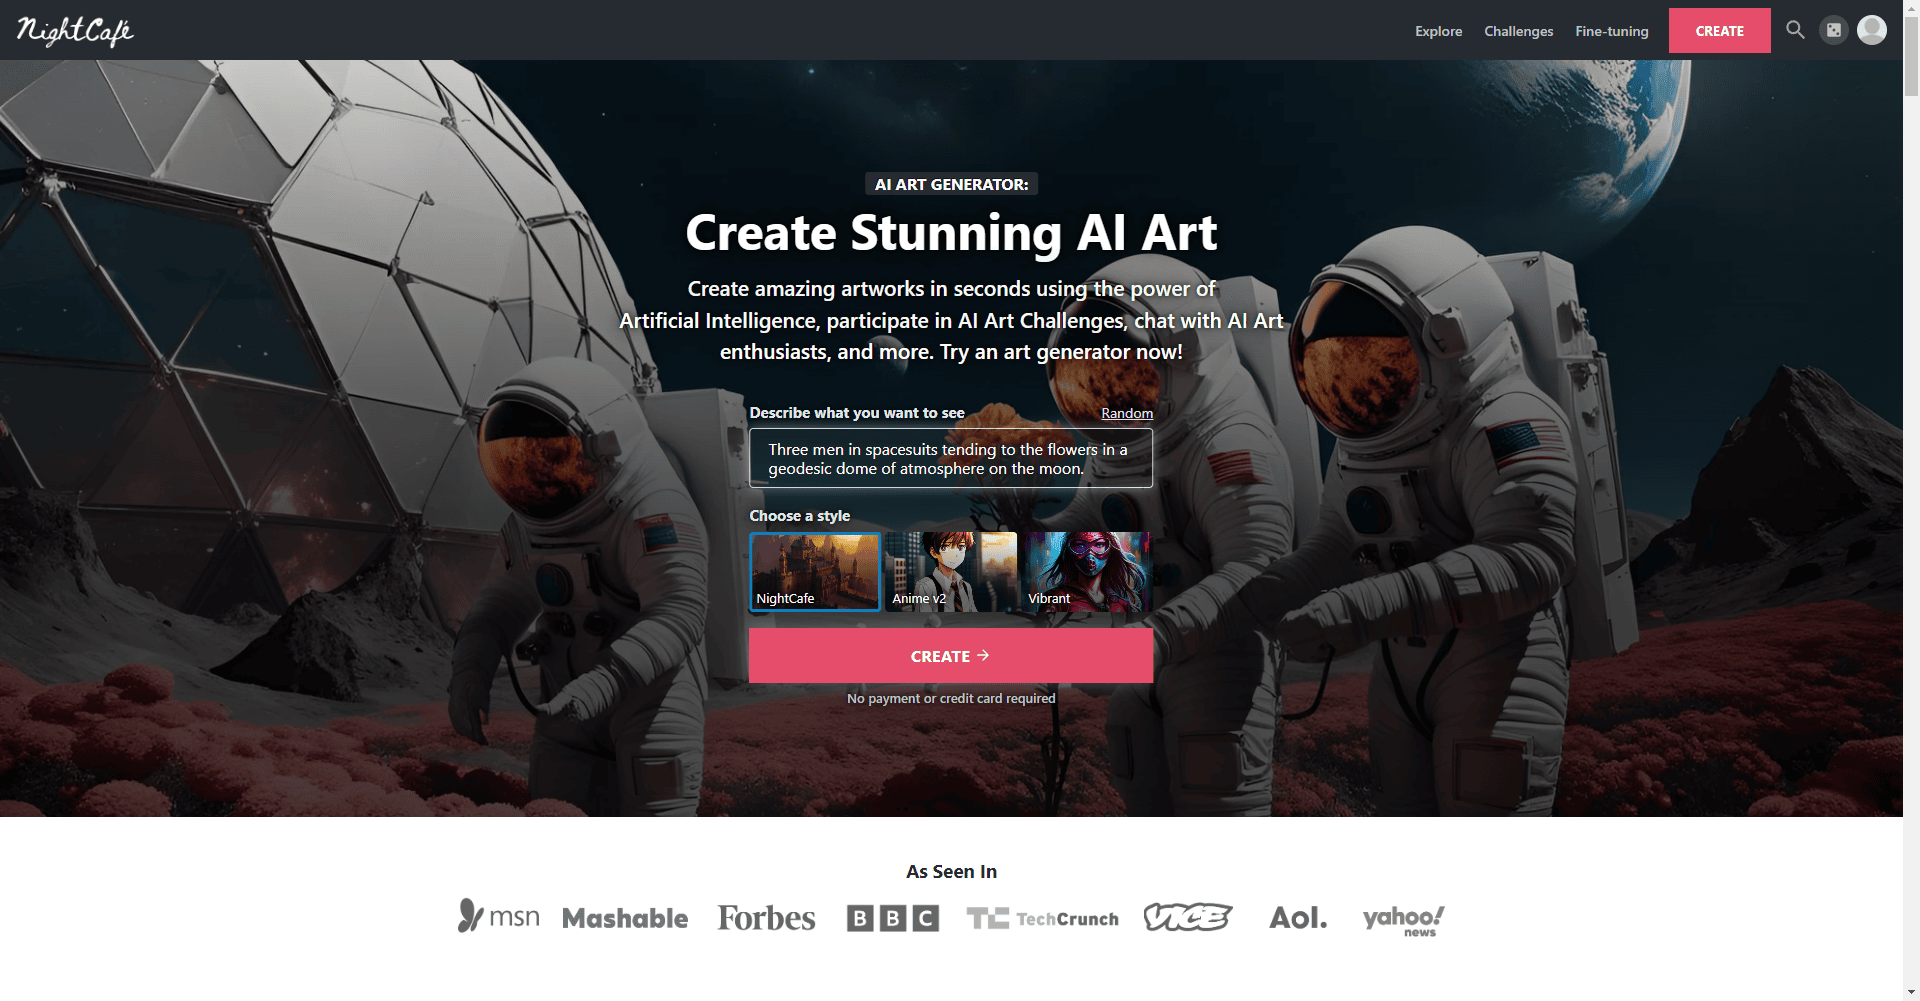 NightCafé
Explore Challenges Fine-tuning CREATE
AI ART GENERATOR:
Create Stunning AI Art
Create amazing artworks in seconds using the power of
Artificial Intelligence, participate in AI Art Challenges, chat with AI Art
enthusiasts, and more. Try an art generator now!
Describe what you want to see Random
Three men in spacesuits tending to the flowers in a
geodesic dome of atmosphere on the moon.
Choose a style
NightCafe Anime v2 Vibrant
CREATE →
No payment or credit card required
As Seen In
msn Mashable Forbes BBC TC TechCrunch VICE Aol. yahoo!
news